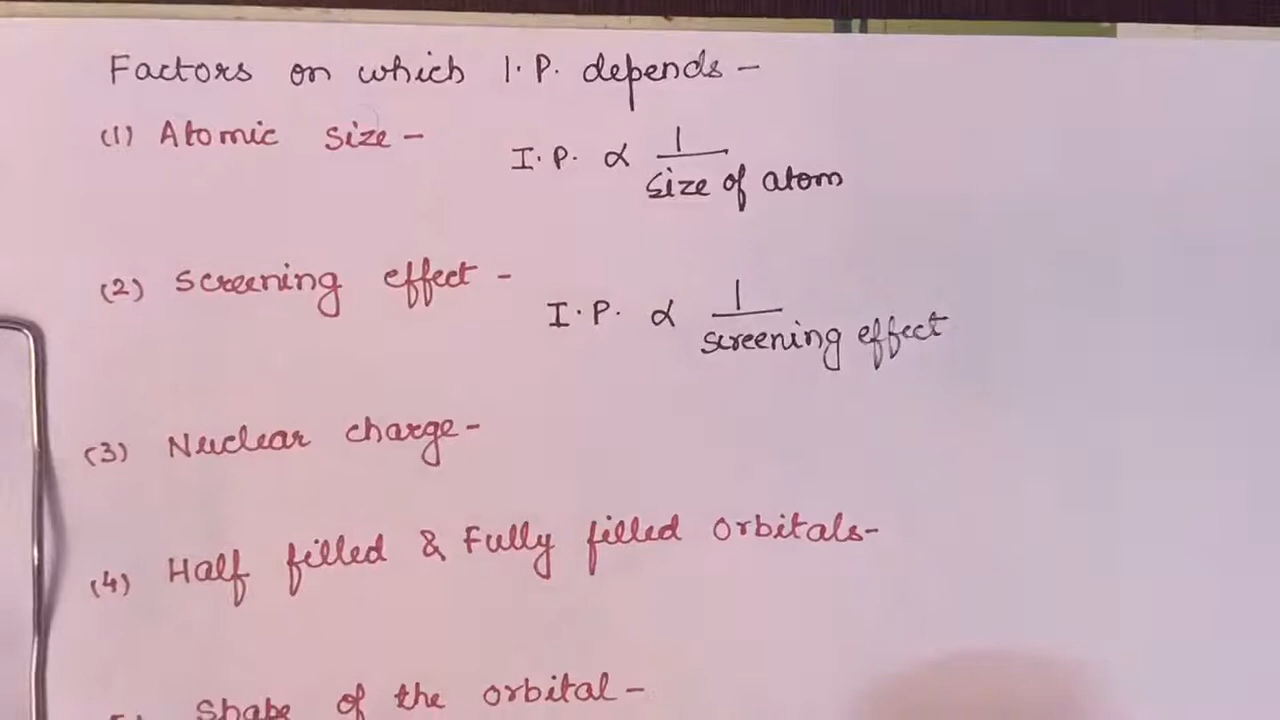 Factors on which I.P. depends -
(1) Atomic size -
I.P. ∝ 1/size of atom
(2) Screening effect -
I.P. ∝ 1/screening effect
(3) Nuclear charge -
(4) Half filled & Fully filled orbitals -
Shape of the orbital -